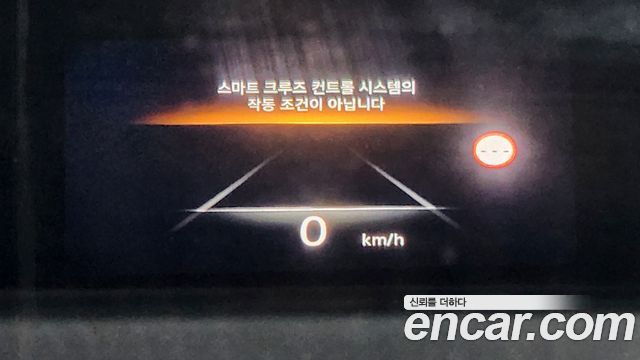 스마트 크루즈 컨트롤 시스템의
작동 조건이 아닙니다
---
0 km/h
신뢰를 더하다
encar.com